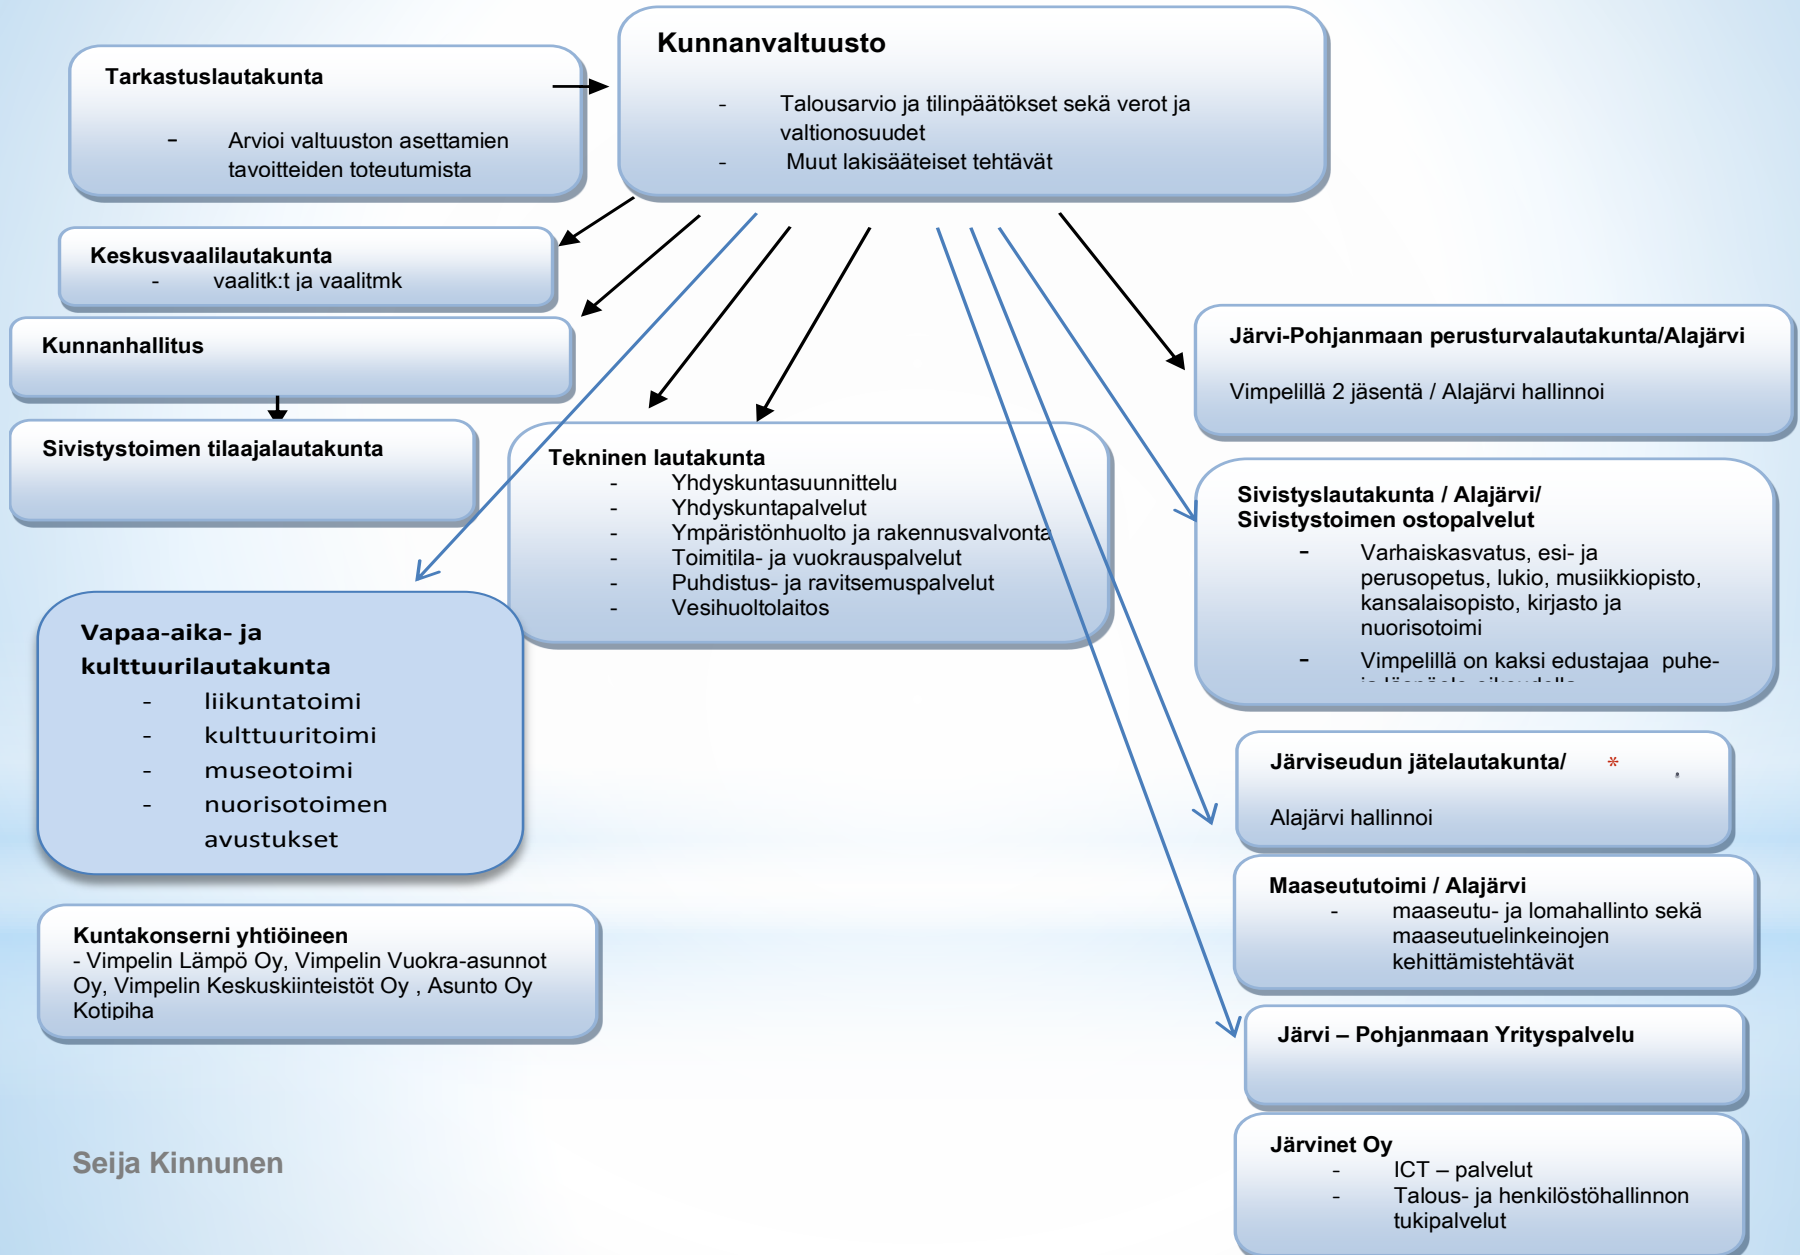 Kunnanvaltuusto
- Talousarvio ja tilinpäätökset sekä verot ja
valtionosuudet
- Muut lakisääteiset tehtävät
Tarkastuslautakunta
- Arvioi valtuuston asettamien
tavoitteiden toteutumista
Keskusvaalilautakunta
- vaalitk:t ja vaalitmk
Kunnanhallitus
Sivistystoimen tilaajalautakunta
Tekninen lautakunta
- Yhdyskuntasuunnittelu
- Yhdyskuntapalvelut
- Ympäristönhuolto ja rakennusvalvonta
- Toimitila- ja vuokrauspalvelut
- Puhdistus- ja ravitsemuspalvelut
- Vesihuoltolaitos
Vapaa-aika- ja
kulttuurilautakunta
- liikuntatoimi
- kulttuuritoimi
- museotoimi
- nuorisotoimen
avustukset
Kuntakonserni yhtiöineen
- Vimpelin Lämpö Oy, Vimpelin Vuokra-asunnot
Oy, Vimpelin Keskuskiinteistöt Oy , Asunto Oy
Kotipiha
Järvi-Pohjanmaan perusturvalautakunta/Alajärvi
Vimpelillä 2 jäsentä / Alajärvi hallinnoi
Sivistyslautakunta / Alajärvi/
Sivistystoimen ostopalvelut
- Varhaiskasvatus, esi- ja
perusopetus, lukio, musiikkiopisto,
kansalaisopisto, kirjasto ja
nuorisotoimi
- Vimpelillä on kaksi edustajaa puhe-
Järviseudun jätelautakunta/ *
Alajärvi hallinnoi
Maaseututoimi / Alajärvi
- maaseutu- ja lomahallinto sekä
maaseutuelinkeinojen
kehittämistehtävät
Järvi – Pohjanmaan Yrityspalvelu
Järvinet Oy
- ICT – palvelut
- Talous- ja henkilöstöhallinnon
tukipalvelut
Seija Kinnunen